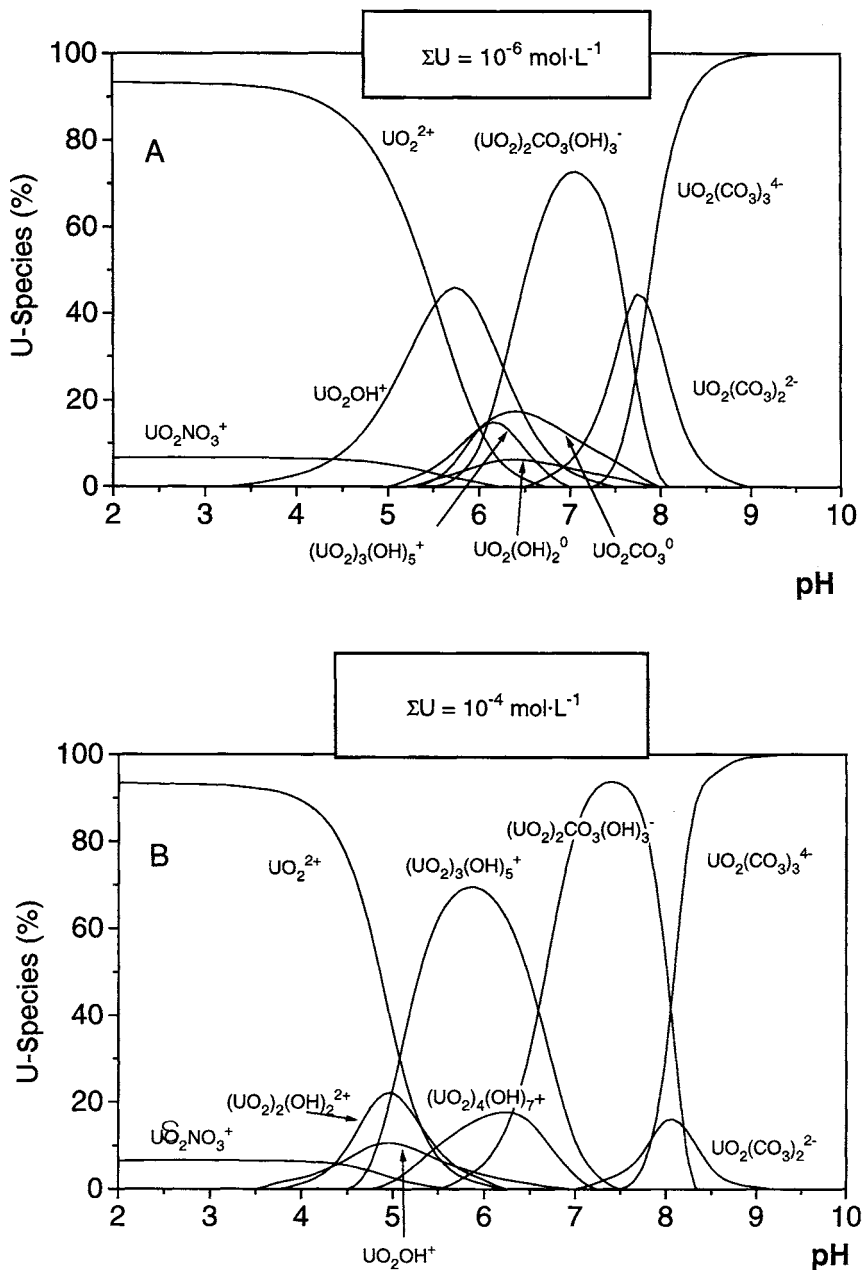 ΣU = 10⁻⁶ mol·L⁻¹
100
80
60
40
20
0
U-Species (%)
A
UO₂²⁺
(UO₂)₂CO₃(OH)₃⁻
UO₂(CO₃)₃⁴⁻
UO₂OH⁺
UO₂(CO₃)₂²⁻
UO₂NO₃⁺
2 3 4 5 6 7 8 9 10
(UO₂)₃(OH)₅⁺ UO₂(OH)₂⁰ UO₂CO₃⁰
pH
ΣU = 10⁻⁴ mol·L⁻¹
100
80
60
40
20
0
U-Species (%)
B
UO₂²⁺
(UO₂)₃(OH)₅⁺
(UO₂)₂CO₃(OH)₃⁻
UO₂(CO₃)₃⁴⁻
(UO₂)₂(OH)₂²⁺
(UO₂)₄(OH)₇+
UO₂NO₃⁺
UO₂(CO₃)₂²⁻
2 3 4 5 6 7 8 9 10
UO₂OH⁺
pH